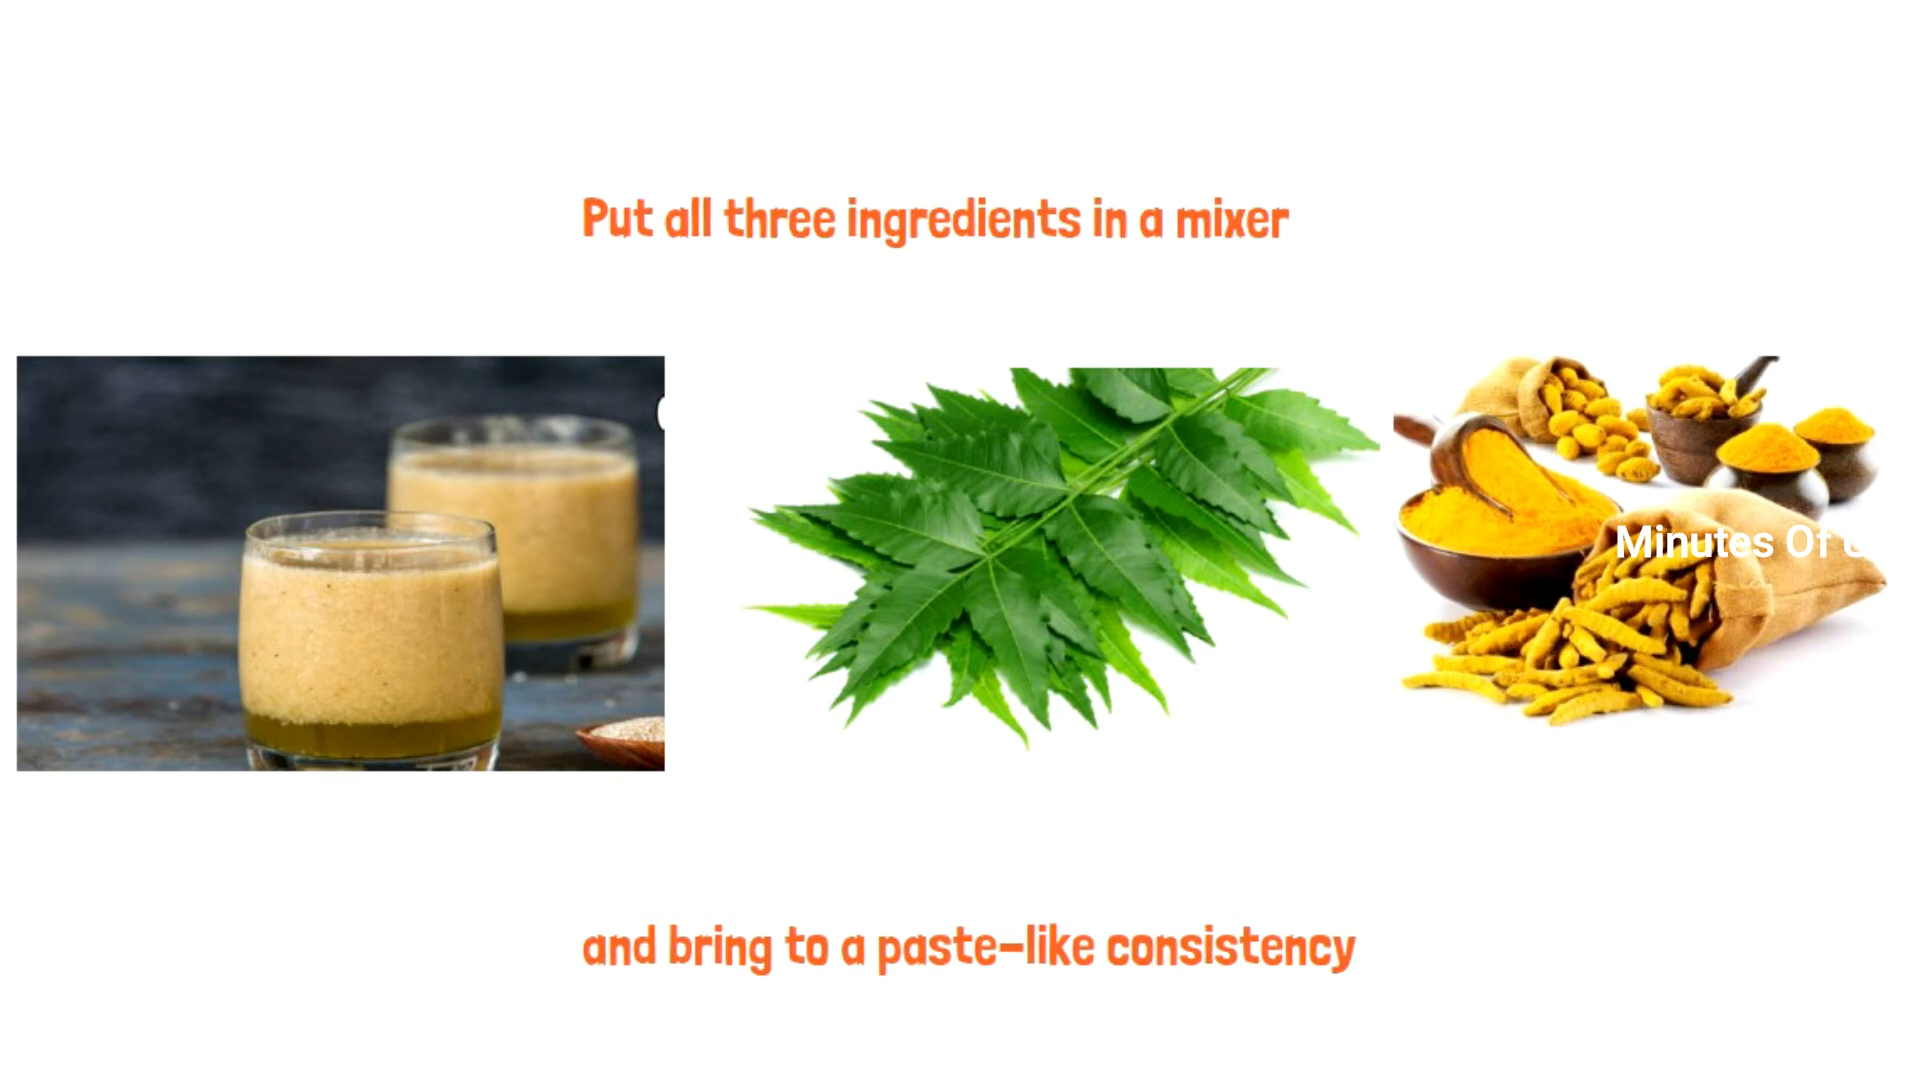 Put all three ingredients in a mixer
Minutes Of
and bring to a paste-like consistency